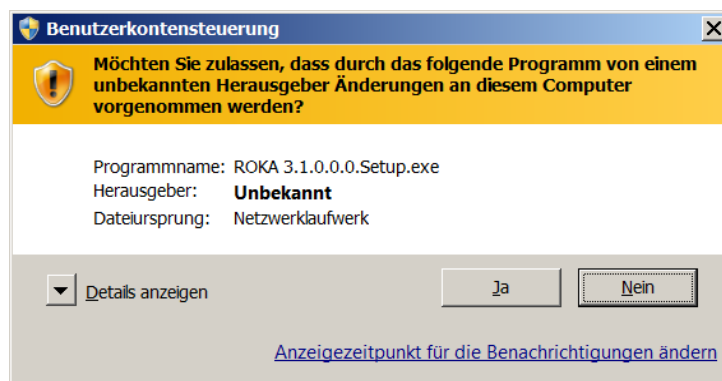 Benutzerkontensteuerung
Möchten Sie zulassen, dass durch das folgende Programm von einem
unbekannten Herausgeber Änderungen an diesem Computer
vorgenommen werden?
Programmname: ROKA 3.1.0.0.0.Setup.exe
Herausgeber: Unbekannt
Dateiursprung: Netzwerklaufwerk
Details anzeigen Ja Nein
Anzeigezeitpunkt für die Benachrichtigungen ändern